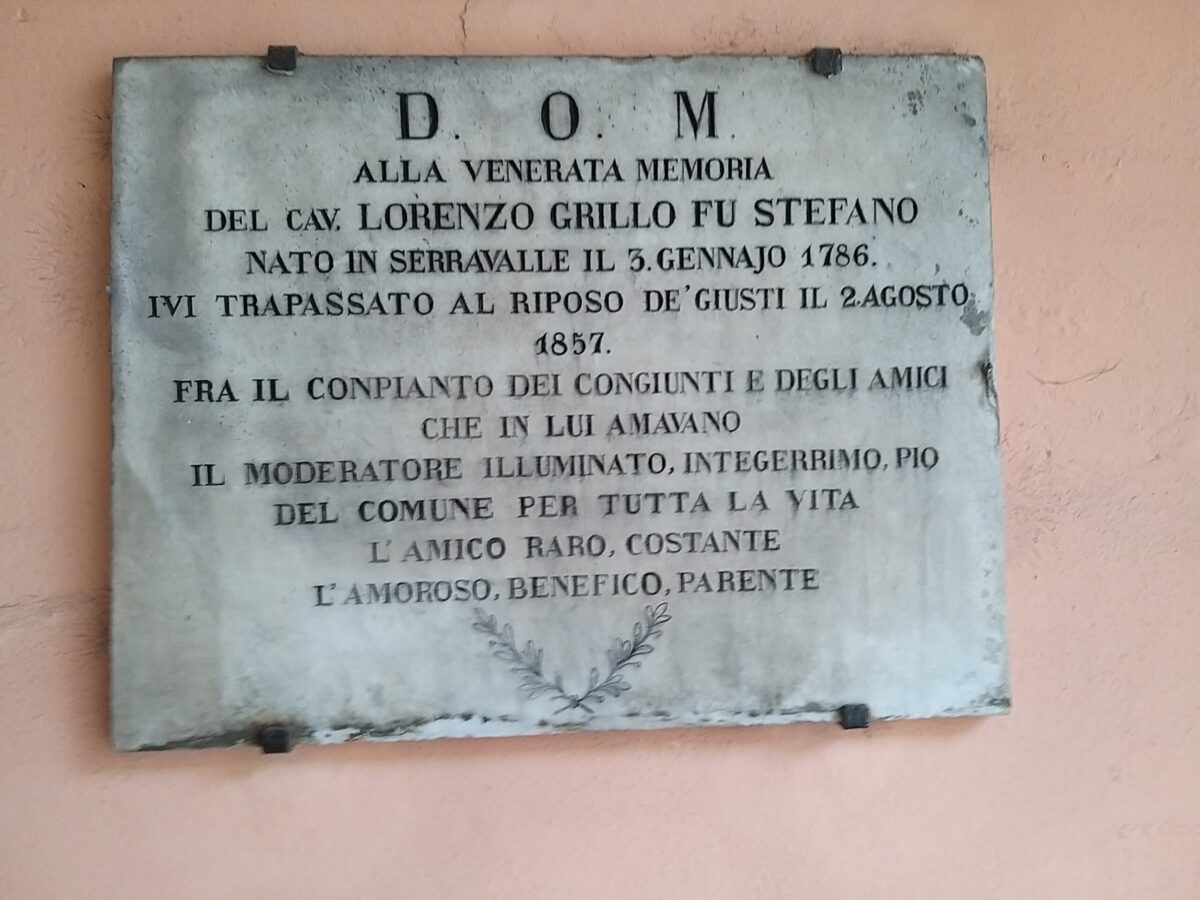 D. O. M.
ALLA VENERATA MEMORIA
DEL CAV. LORENZO GRILLO FU STEFANO
NATO IN SERRAVALLE IL 3. GENNAJO 1786.
IVI TRAPASSATO AL RIPOSO DE' GIUSTI IL 2. AGOSTO
1857.
FRA IL CONPIANTO DEI CONGIUNTI E DEGLI AMICI
CHE IN LUI AMAVANO
IL MODERATORE ILLUMINATO, INTEGERRIMO, PIO
DEL COMUNE PER TUTTA LA VITA
L'AMICO RARO, COSTANTE
L'AMOROSO, BENEFICO, PARENTE